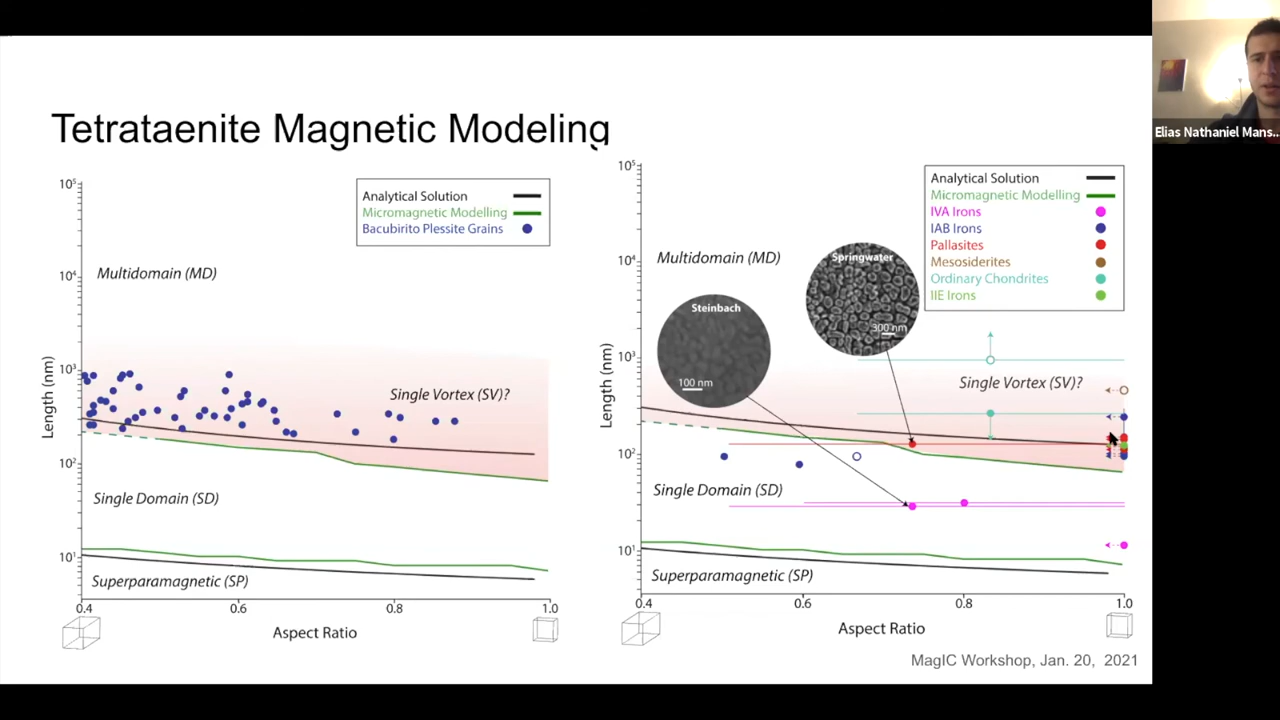 Tetrataenite Magnetic Modeling
10⁵
10⁴
10³
10²
10¹
Length (nm)
Analytical Solution
Micromagnetic Modelling
Bacubirito Plessite Grains
Multidomain (MD)
Single Vortex (SV)?
Single Domain (SD)
Superparamagnetic (SP)
0.4
0.6
0.8
1.0
Aspect Ratio
10⁵
10⁴
10³
10²
10¹
Length (nm)
Analytical Solution
Micromagnetic Modelling
IVA Irons
IAB Irons
Pallasites
Mesosiderites
Ordinary Chondrites
IIE Irons
Multidomain (MD)
Springwater
300 nm
Steinbach
100 nm
Single Vortex (SV)?
Single Domain (SD)
Superparamagnetic (SP)
0.4
0.6
0.8
1.0
Aspect Ratio
MagIC Workshop, Jan. 20, 2021
Elias Nathaniel Mans...